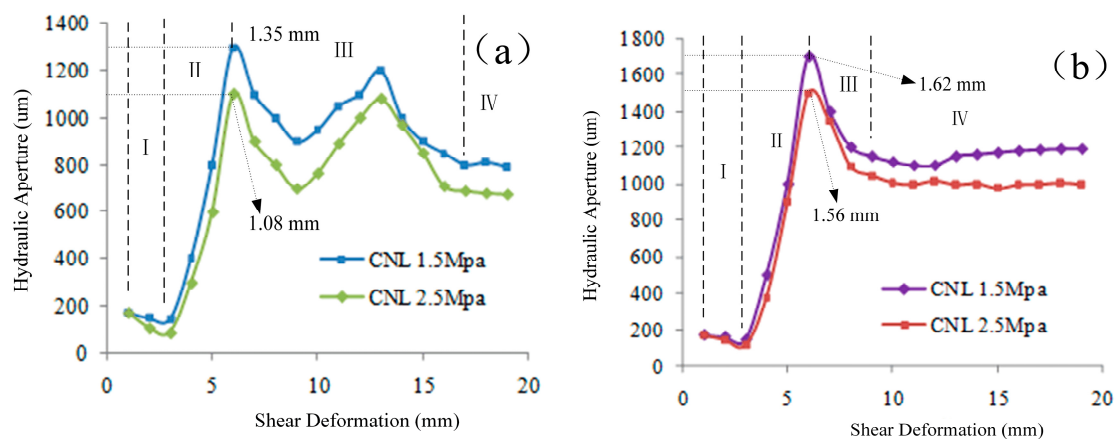 1400
1200
1000
800
600
400
200
0
Hydraulic Aperture (um)
1.35 mm
(a)
I
II
III
IV
1.08 mm
CNL 1.5Mpa
CNL 2.5Mpa
0 5 10 15 20
Shear Deformation (mm)
1800
1600
1400
1200
1000
800
600
400
200
0
Hydraulic Aperture (um)
(b)
I
II
III
IV
1.62 mm
1.56 mm
CNL 1.5Mpa
CNL 2.5Mpa
0 5 10 15 20
Shear Deformation (mm)